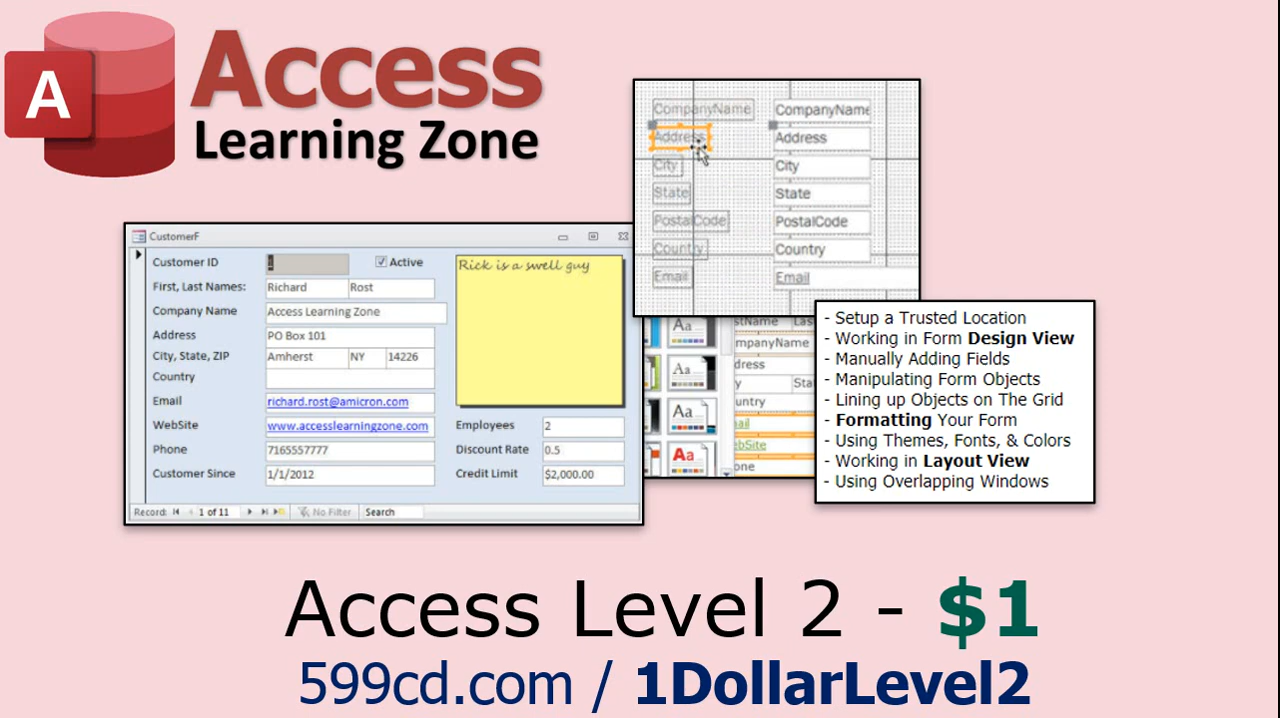 A
Access
Learning Zone
CompanyName CompanyName
Address Address
City City
State State
PostalCode PostalCode
Country Country
Email Email
CustomerF
Customer ID
Active
Rick is a swell guy
First, Last Names: Richard Rost
Company Name Access Learning Zone
Address PO Box 101
City, State, ZIP Amherst NY 14226
Country
Email richard.rost@amicron.com
WebSite www.accesslearningzone.com
Phone 7165557777
Customer Since 1/1/2012
Employees 2
Discount Rate 0.5
Credit Limit $2,000.00
Record: 1 of 11 No Filter Search
Aa
Aa
Aa
Aa
- Setup a Trusted Location
- Working in Form Design View
- Manually Adding Fields
- Manipulating Form Objects
- Lining up Objects on The Grid
- Formatting Your Form
- Using Themes, Fonts, & Colors
- Working in Layout View
- Using Overlapping Windows
Access Level 2 - $1
599cd.com / 1DollarLevel2